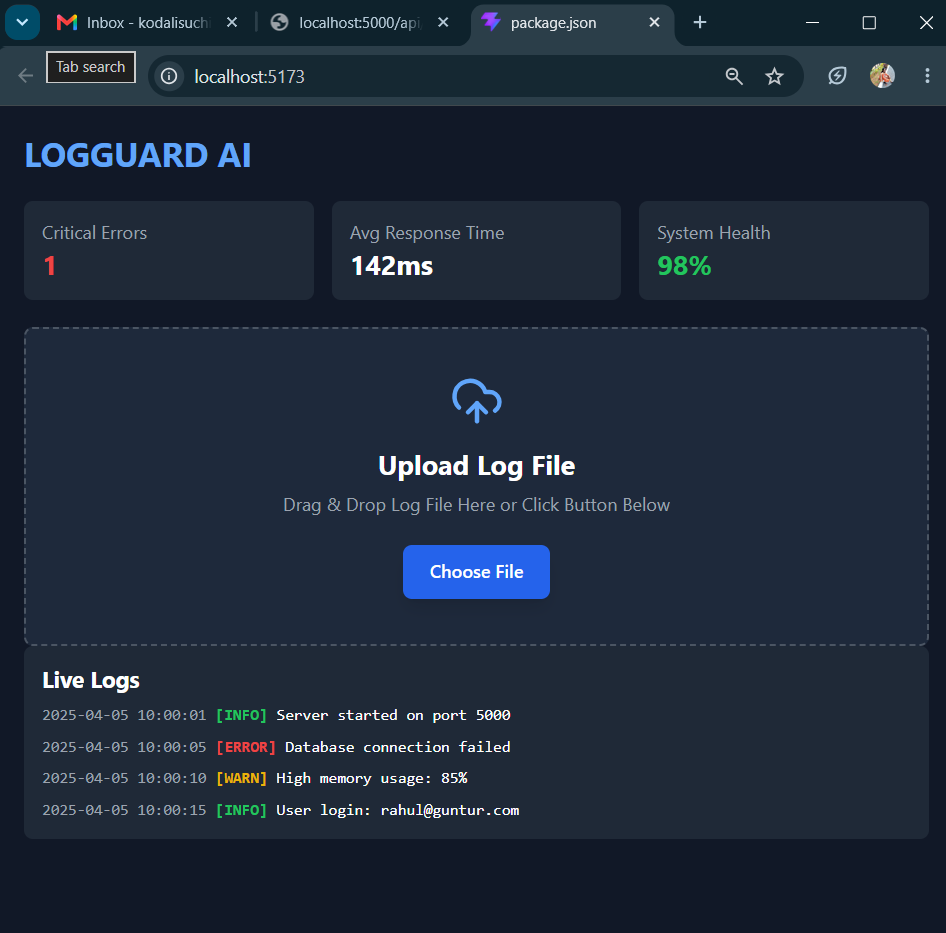 Inbox - kodalisuch
localhost:5000/api
package.json
Tab search
localhost:5173
LOGGUARD AI
Critical Errors
1
Avg Response Time
142ms
System Health
98%
Upload Log File
Drag & Drop Log File Here or Click Button Below
Choose File
Live Logs
2025-04-05 10:00:01 [INFO] Server started on port 5000
2025-04-05 10:00:05 [ERROR] Database connection failed
2025-04-05 10:00:10 [WARN] High memory usage: 85%
2025-04-05 10:00:15 [INFO] User login: rahul@guntur.com